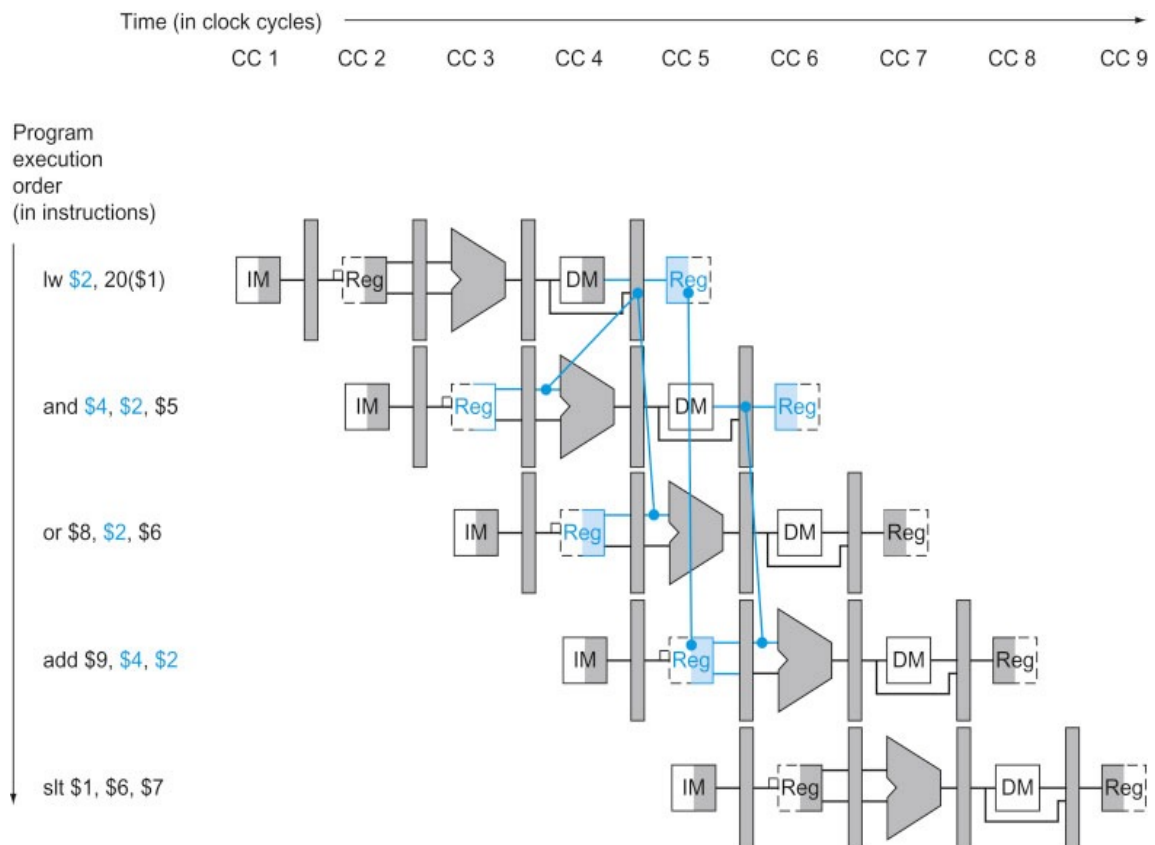 Time (in clock cycles)
CC 1 CC 2 CC 3 CC 4 CC 5 CC 6 CC 7 CC 8 CC 9
Program
execution
order
(in instructions)
lw $2, 20($1) IM Reg DM Reg
and $4, $2, $5 IM Reg DM Reg
or $8, $2, $6 IM Reg DM Reg
add $9, $4, $2 IM Reg DM Reg
slt $1, $6, $7 IM Reg DM Reg